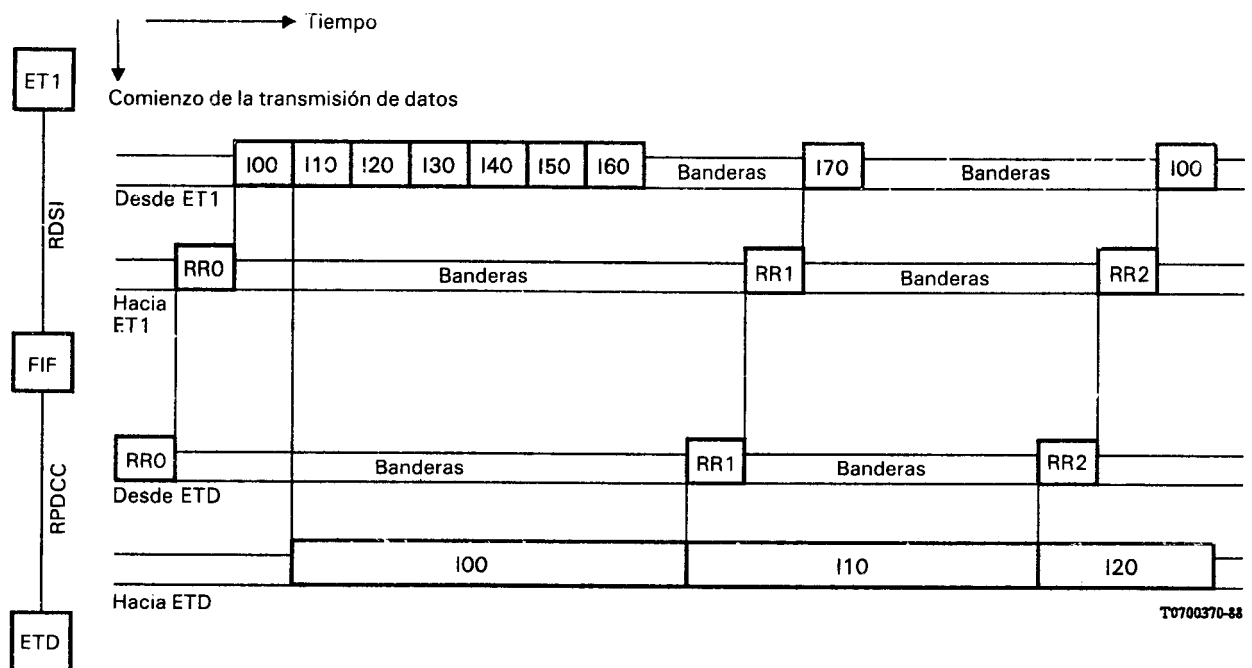 Tiempo
ET1
Comienzo de la transmisión de datos
I00 I10 I20 I30 I40 I50 I60 Banderas I70 Banderas I00
Desde ET1
RDSI
RR0 Banderas RR1 Banderas RR2
Hacia
ET1
FIF
RR0 Banderas RR1 Banderas RR2
Desde ETD
RPDCC
I00 I10 I20
Hacia ETD
T0700370-88
ETD